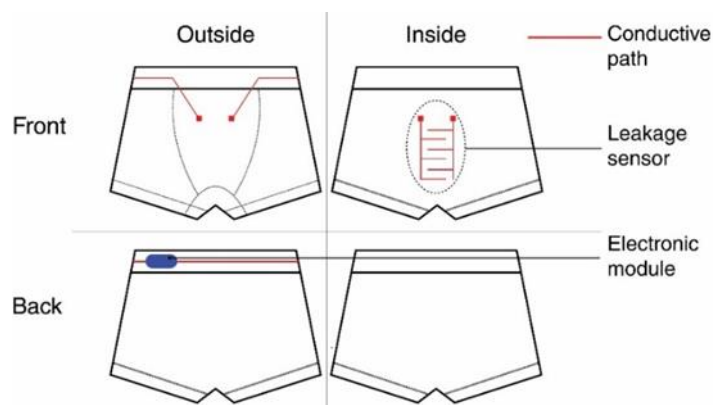 Outside
Inside
Conductive
path
Front
Leakage
sensor
Electronic
module
Back